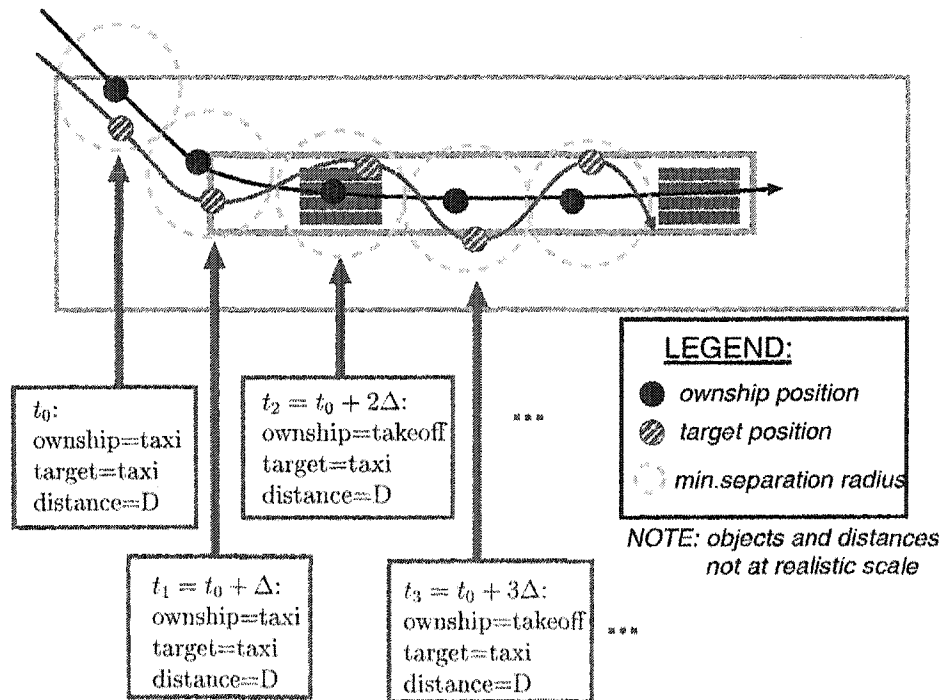 LEGEND:
ownship position
target position
min.separation radius
NOTE: objects and distances
not at realistic scale
t₀:
ownship=taxi
target=taxi
distance=D
t₂ = t₀ + 2Δ:
ownship=takeoff
target=taxi
distance=D
...
t₁ = t₀ + Δ:
ownship=taxi
target=taxi
distance=D
t₃ = t₀ + 3Δ:
ownship=takeoff
target=taxi
distance=D
...